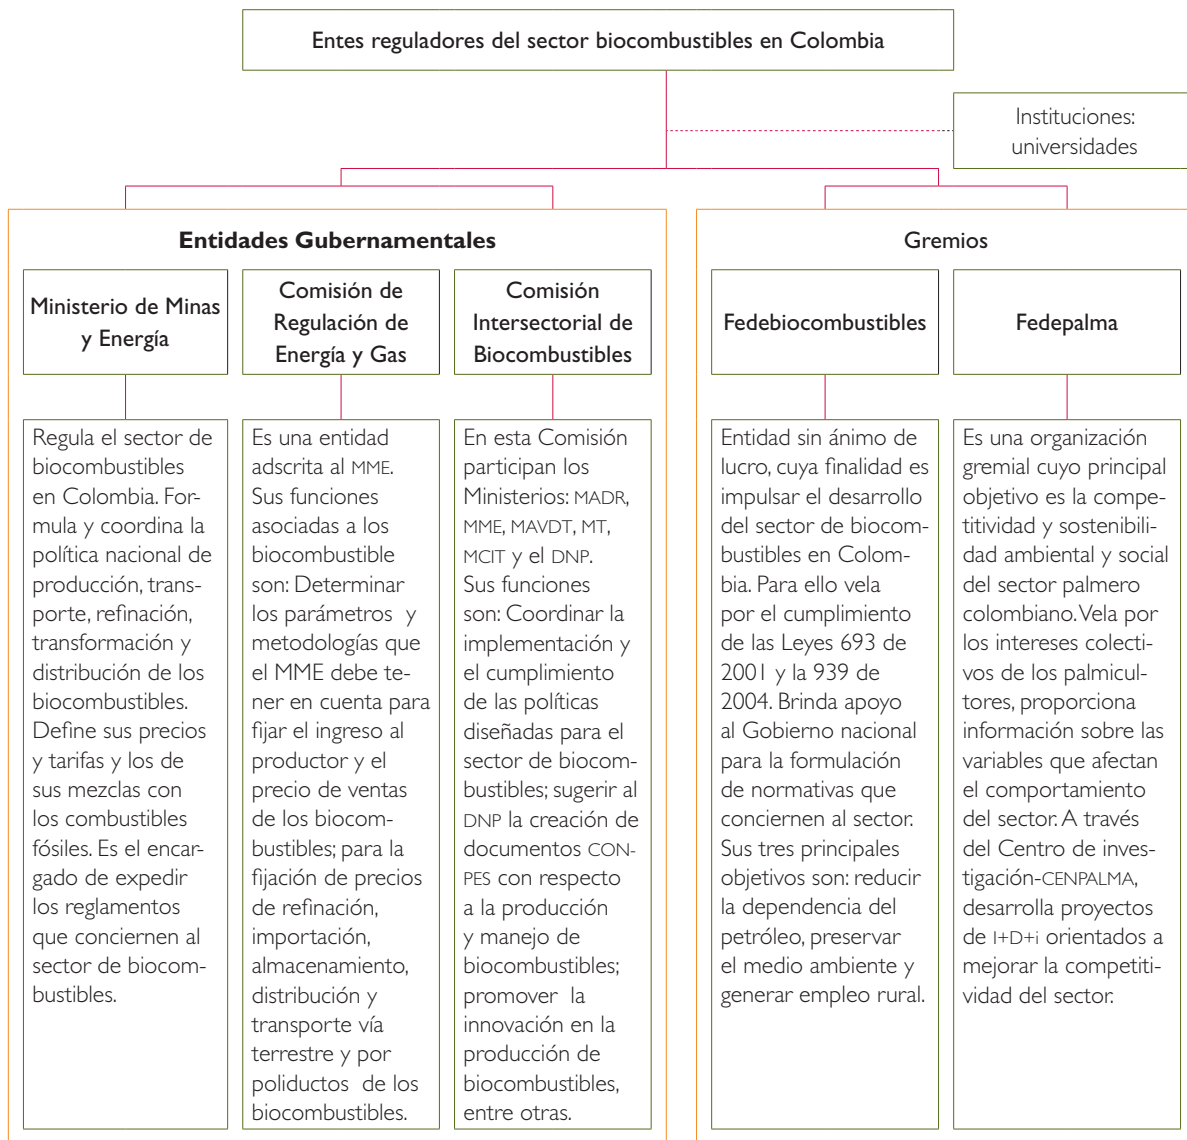 Entes reguladores del sector biocombustibles en Colombia
Instituciones:
universidades
Entidades Gubernamentales
Ministerio de Minas
y Energía
Comisión de
Regulación de
Energía y Gas
Comisión
Intersectorial de
Biocombustibles
Regula el sector de
biocombustibles
en Colombia. For-
mula y coordina la
política nacional de
producción, trans-
porte, refinación,
transformación y
distribución de los
biocombustibles.
Define sus precios
y tarifas y los de
sus mezclas con
los combustibles
fósiles. Es el encar-
gado de expedir
los reglamentos
que conciernen al
sector de biocom-
bustibles.
Es una entidad
adscrita al MME.
Sus funciones
asociadas a los
biocombustible
son: Determinar
los parámetros y
metodologías que
el MME debe te-
ner en cuenta para
fijar el ingreso al
productor y el
precio de ventas
de los biocom-
bustibles; para la
fijación de precios
de refinación,
importación,
almacenamiento,
distribución y
transporte vía
terrestre y por
poliductos de los
biocombustibles.
En esta Comisión
participan los
Ministerios: MADR,
MME, MAVDT, MT,
MCIT y el DNP.
Sus funciones
son: Coordinar la
implementación y
el cumplimiento
de las políticas
diseñadas para el
sector de biocom-
bustibles; sugerir al
DNP la creación de
documentos CON-
PES con respecto
a la producción
y manejo de
biocombustibles;
promover la
innovación en la
producción de
biocombustibles,
entre otras.
Gremios
Fedebiocombustibles
Fedepalma
Entidad sin ánimo de
lucro, cuya finalidad es
impulsar el desarrollo
del sector de biocom-
bustibles en Colom-
bia. Para ello vela
por el cumplimiento
de las Leyes 693 de
2001 y la 939 de
2004. Brinda apoyo
al Gobierno nacional
para la formulación
de normativas que
conciernen al sector.
Sus tres principales
objetivos son: reducir
la dependencia del
petróleo, preservar
el medio ambiente y
generar empleo rural.
Es una organización
gremial cuyo principal
objetivo es la compe-
titividad y sostenibili-
dad ambiental y social
del sector palmero
colombiano. Vela por
los intereses colecti-
vos de los palmicul-
tores, proporciona
información sobre las
variables que afectan
el comportamiento
del sector. A través
del Centro de inves-
tigación-CENPALMA,
desarrolla proyectos
de I+D+i orientados a
mejorar la competiti-
vidad del sector.